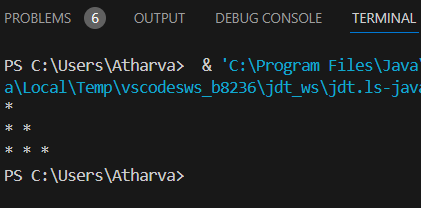 PROBLEMS 6 OUTPUT DEBUG CONSOLE TERMINAL
PS C:\Users\Atharva>  & 'C:\Program Files\Java\
a\Local\Temp\vscodesws_b8236\jdt_ws\jdt.ls-java
*
* *
* * *
PS C:\Users\Atharva>